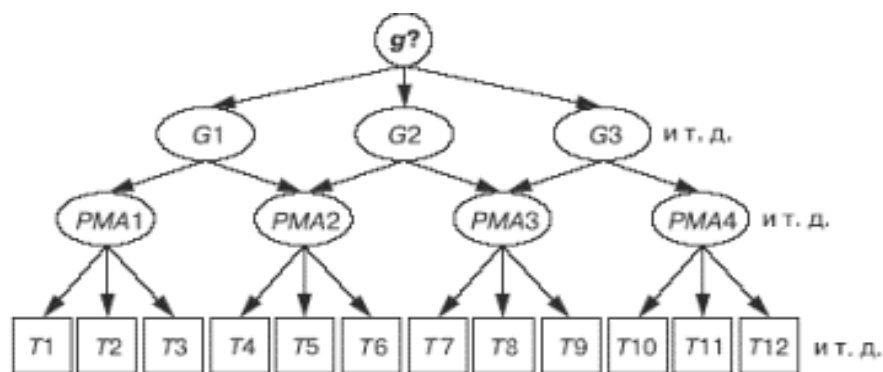 g?
G1 G2 G3 и т. д.
PMA1 PMA2 PMA3 PMA4 и т. д.
T1 T2 T3 T4 T5 T6 T7 T8 T9 T10 T11 T12 и т. д.